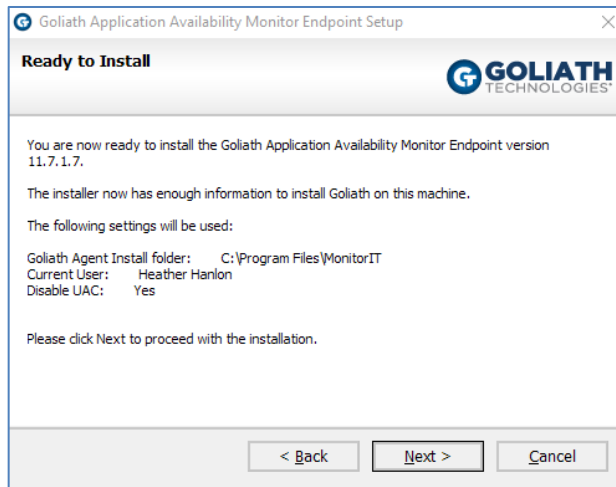 Goliath Application Availability Monitor Endpoint Setup
Ready to Install
G GOLIATH
TECHNOLOGIES
You are now ready to install the Goliath Application Availability Monitor Endpoint version
11.7.1.7.
The installer now has enough information to install Goliath on this machine.
The following settings will be used:
Goliath Agent Install folder: C:\Program Files\MonitorIT
Current User: Heather Hanlon
Disable UAC: Yes
Please click Next to proceed with the installation.
< Back Next > Cancel